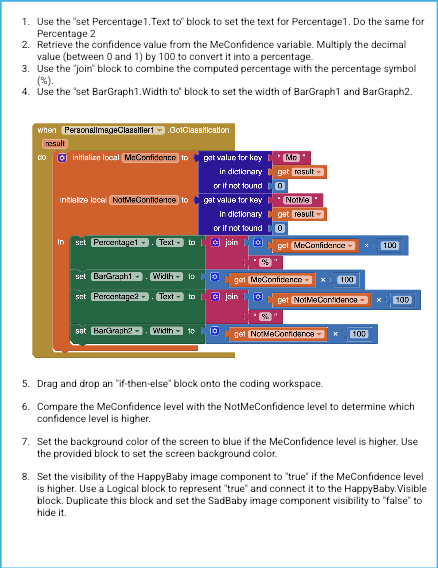 1. Use the "set Percentage1.Text to" block to set the text for Percentage1. Do the same for
Percentage 2
2. Retrieve the confidence value from the MeConfidence variable. Multiply the decimal
value (between 0 and 1) by 100 to convert it into a percentage.
3. Use the "join" block to combine the computed percentage with the percentage symbol
(%).
4. Use the "set BarGraph1.Width to" block to set the width of BarGraph1 and BarGraph2.
when PersonalImageClassifier1 .GotClassification
result
do initialize local MeConfidence to get value for key " Me "
in dictionary get result
or if not found 0
initialize local NotMeConfidence to get value for key " NotMe "
in dictionary get result
or if not found 0
in set Percentage1 . Text to join get MeConfidence × 100
" % "
set BarGraph1 . Width to get MeConfidence × 100
set Percentage2 . Text to join get NotMeConfidence × 100
" % "
set BarGraph2 . Width to get NotMeConfidence × 100
5. Drag and drop an "if-then-else" block onto the coding workspace.
6. Compare the MeConfidence level with the NotMeConfidence level to determine which
confidence level is higher.
7. Set the background color of the screen to blue if the MeConfidence level is higher. Use
the provided block to set the screen background color.
8. Set the visibility of the HappyBaby image component to "true" if the MeConfidence level
is higher. Use a Logical block to represent "true" and connect it to the HappyBaby.Visible
block. Duplicate this block and set the SadBaby image component visibility to "false" to
hide it.